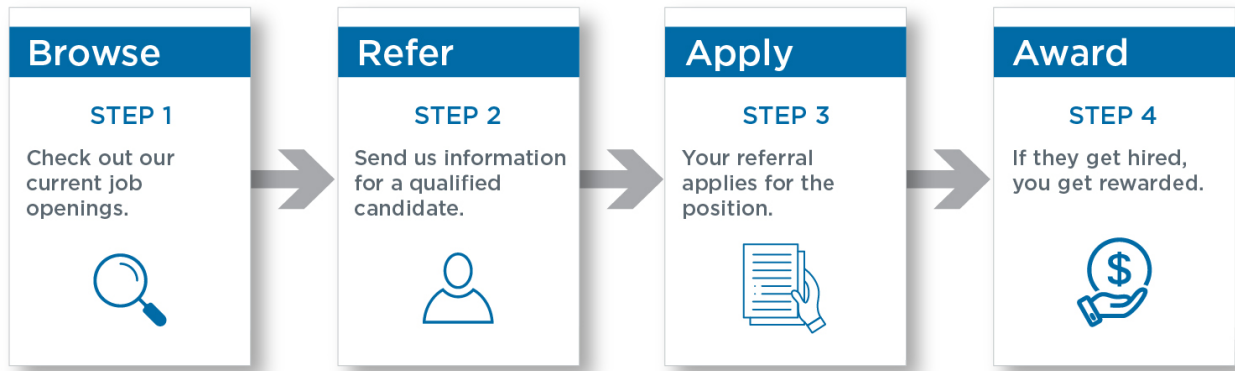 Browse
STEP 1
Check out our
current job
openings.
Refer
STEP 2
Send us information
for a qualified
candidate.
Apply
STEP 3
Your referral
applies for the
position.
Award
STEP 4
If they get hired,
you get rewarded.
$